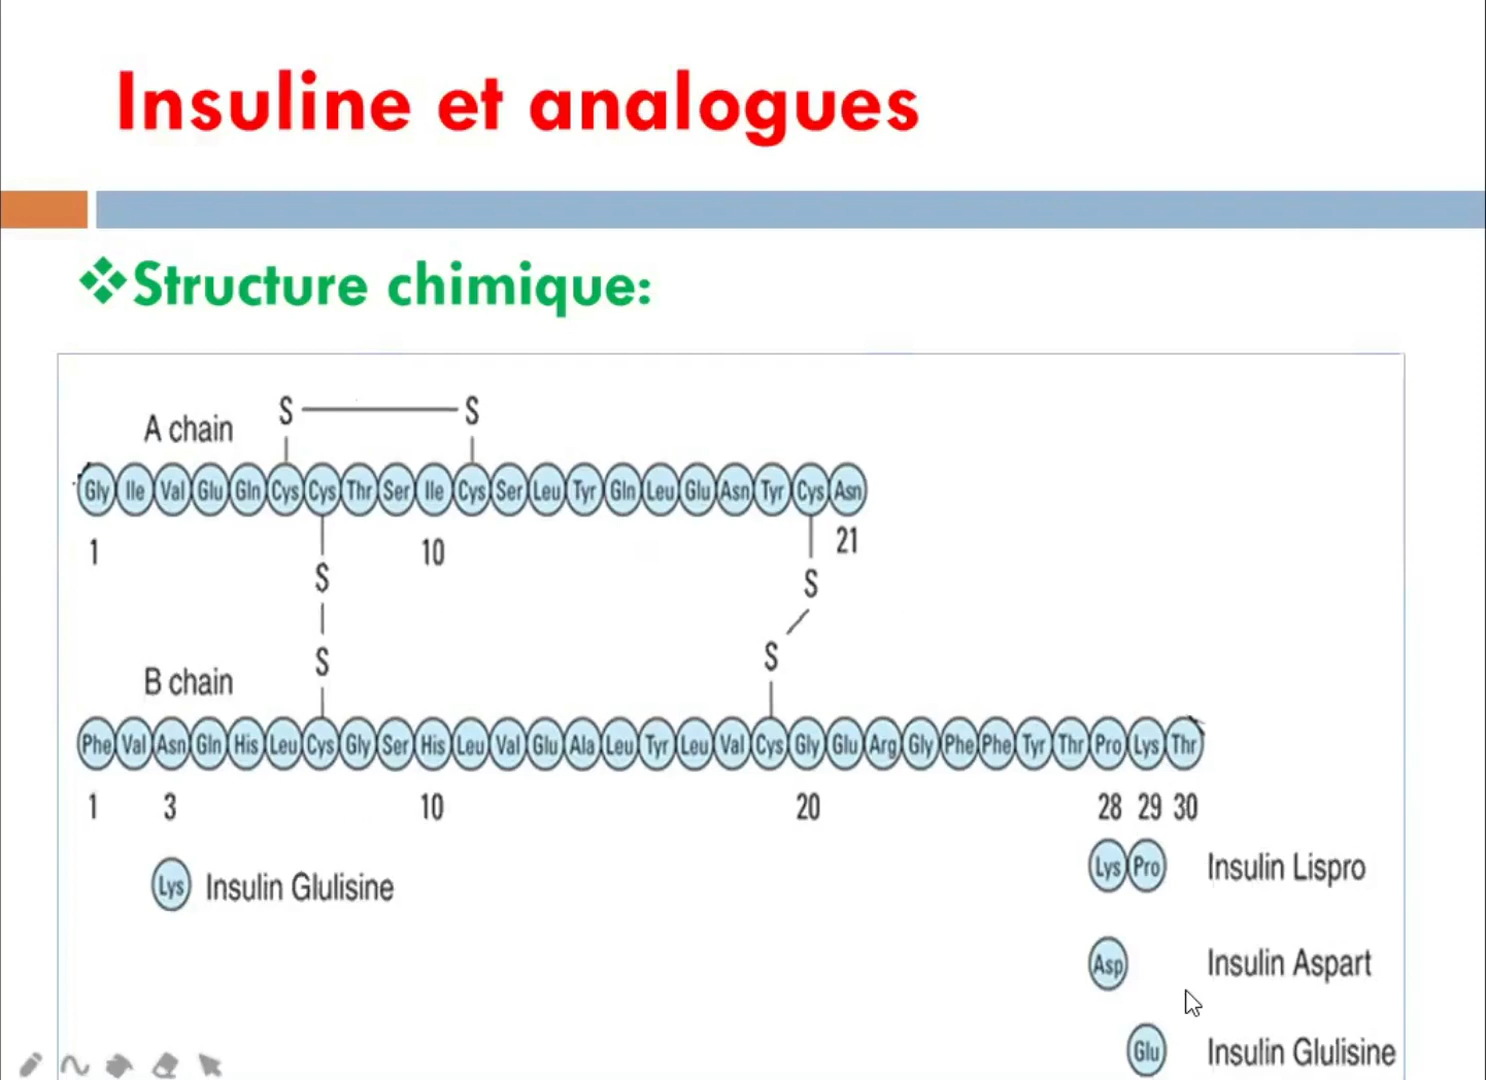 Insuline et analogues
❖Structure chimique:
S S
A chain
Gly Ile Val Glu Gln Cys Cys Thr Ser Ile Cys Ser Leu Tyr Gln Leu Glu Asn Tyr Cys Asn
1 10 21
S S
S S
B chain
Phe Val Asn Gln His Leu Cys Gly Ser His Leu Val Glu Ala Leu Tyr Leu Val Cys Gly Glu Arg Gly Phe Phe Tyr Thr Pro Lys Thr
1 3 10 20 28 29 30
Lys Pro Insulin Lispro
Lys Insulin Glulisine
Asp Insulin Aspart
Glu Insulin Glulisine